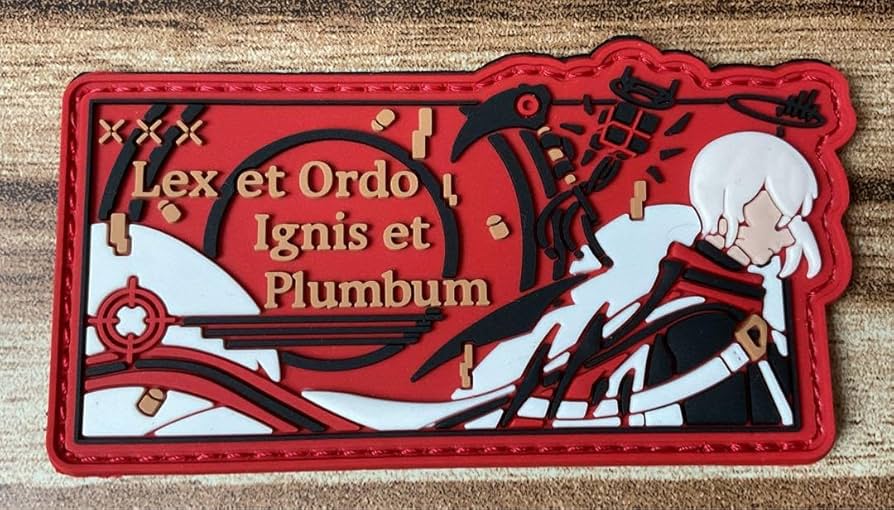 Lex et Ordo
Ignis et
Plumbum